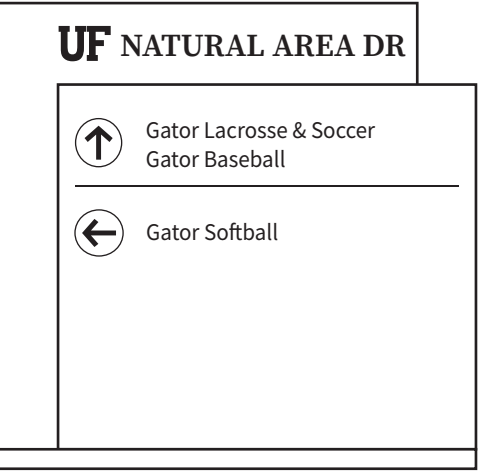 UF NATURAL AREA DR
Gator Lacrosse & Soccer
Gator Baseball
Gator Softball